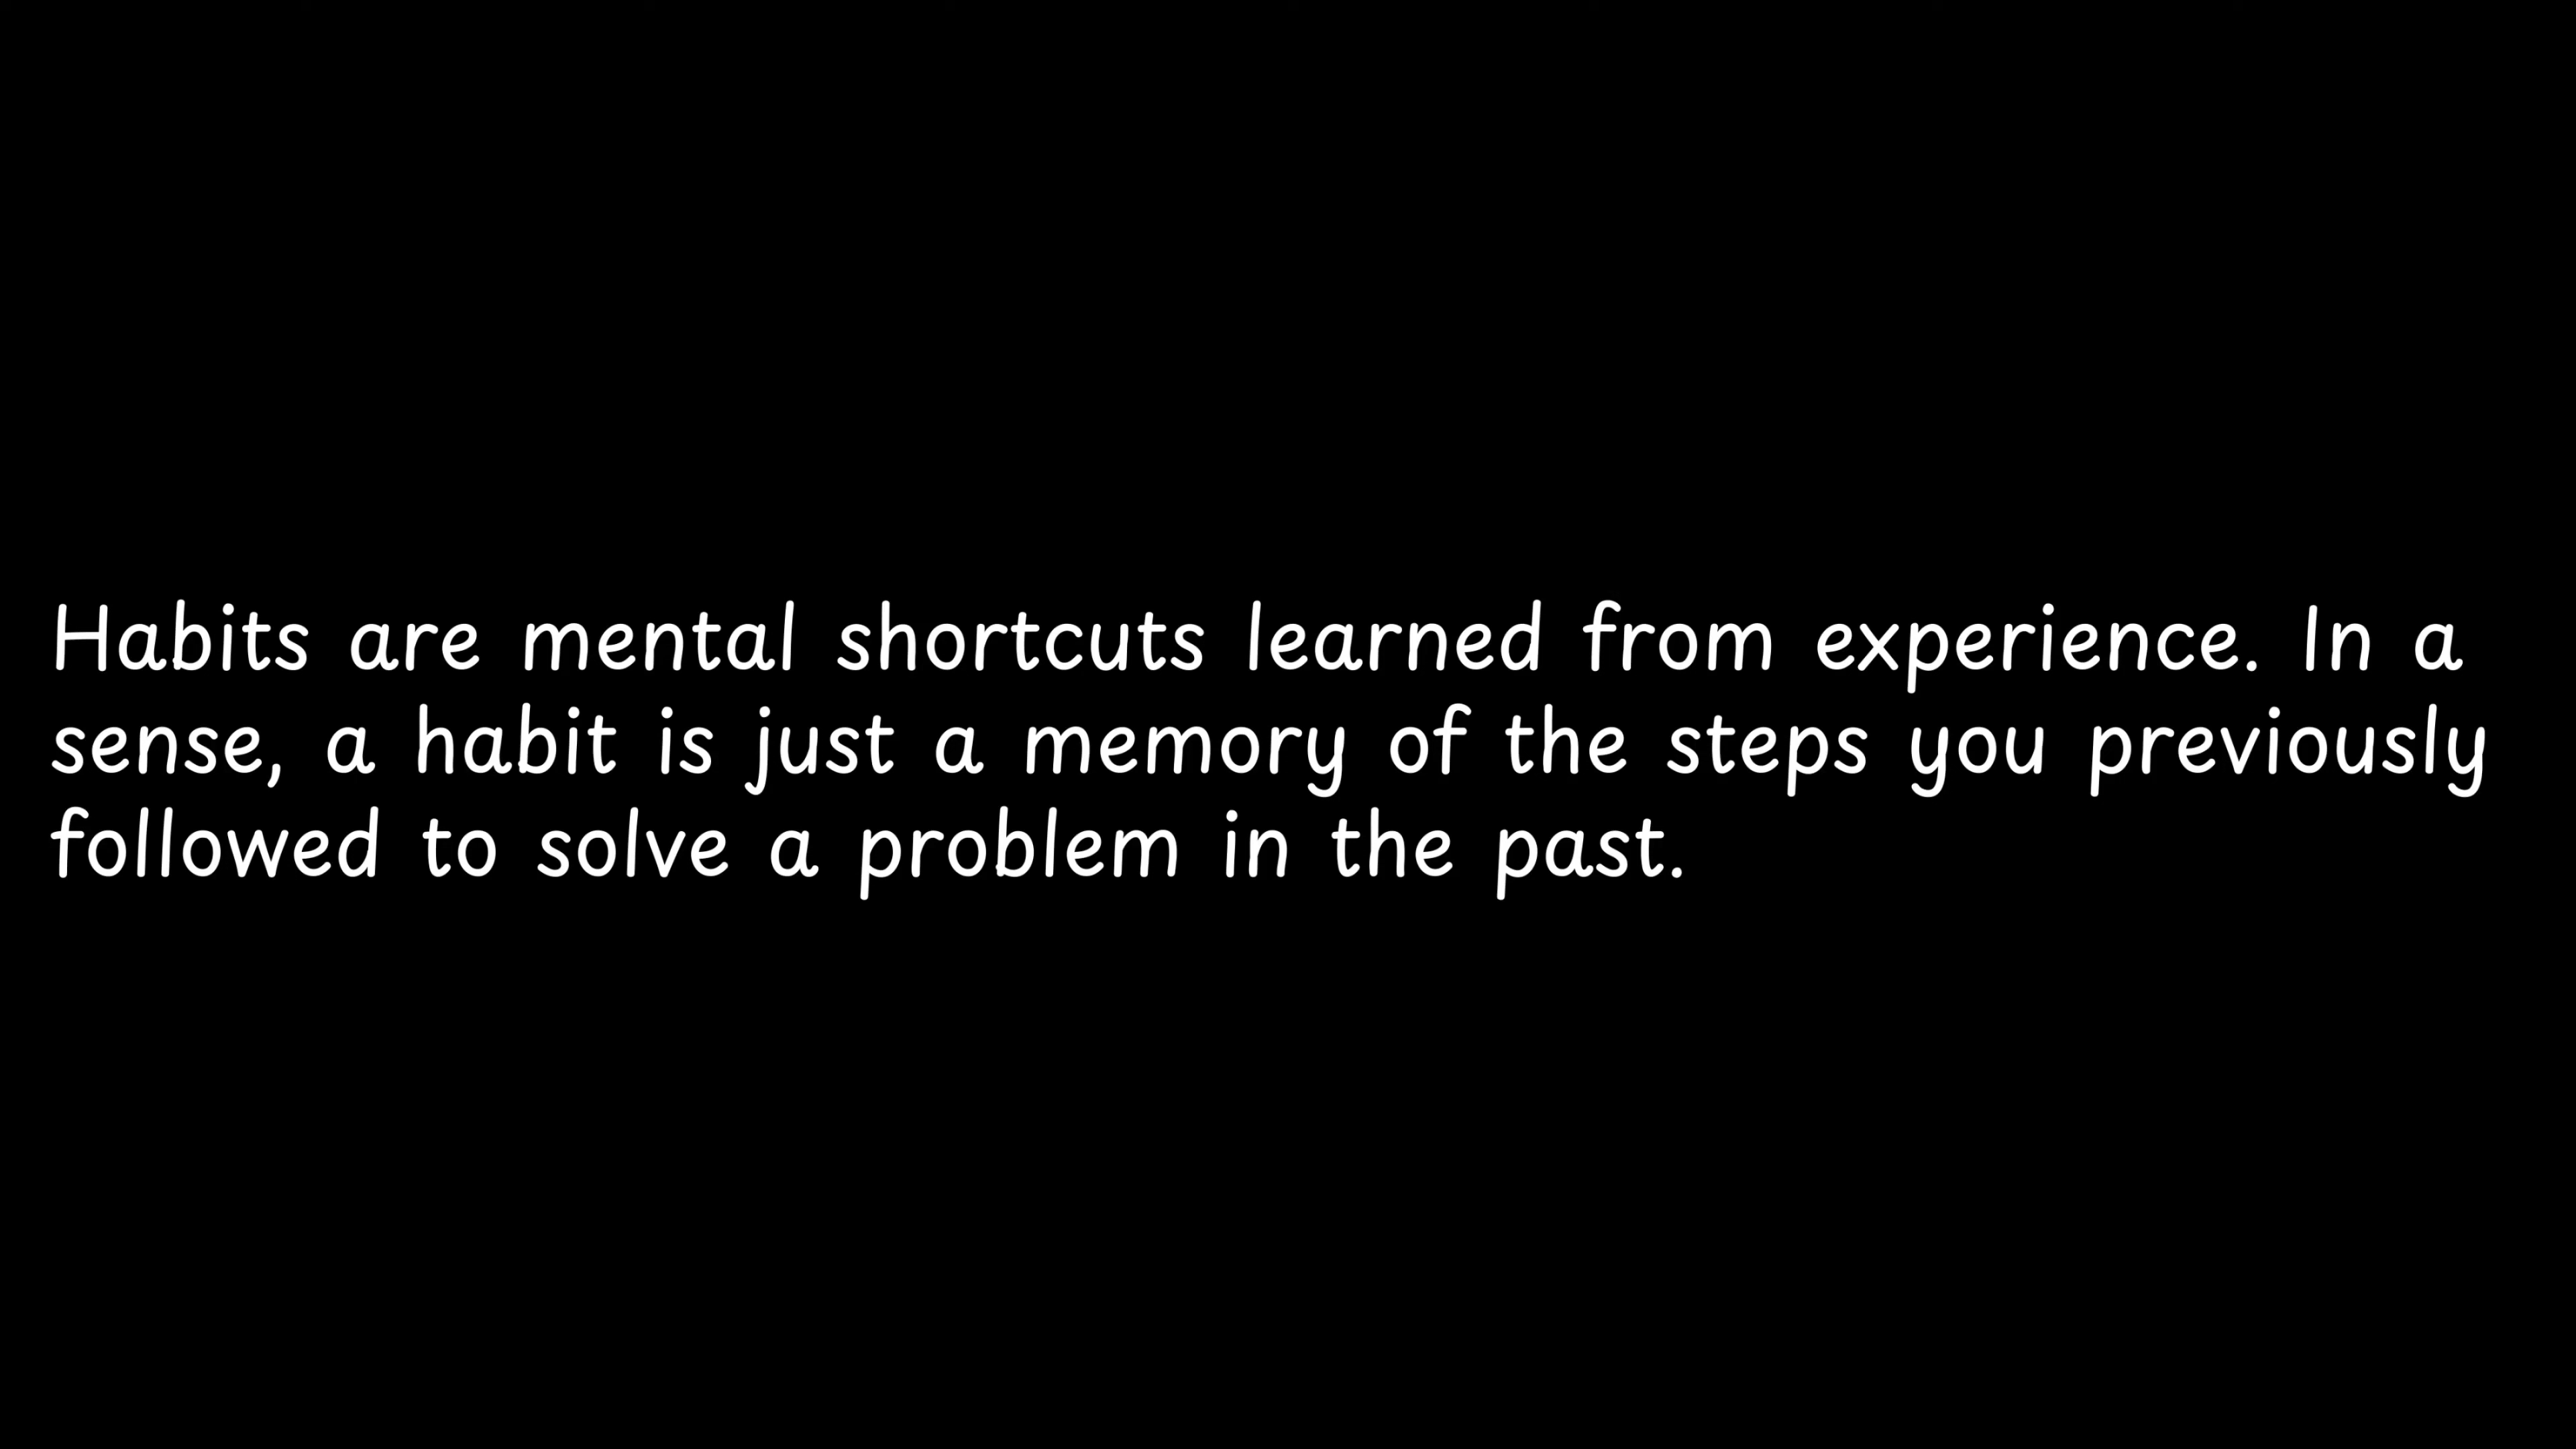 Habits are mental shortcuts learned from experience. In a
sense, a habit is just a memory of the steps you previously
followed to solve a problem in the past.